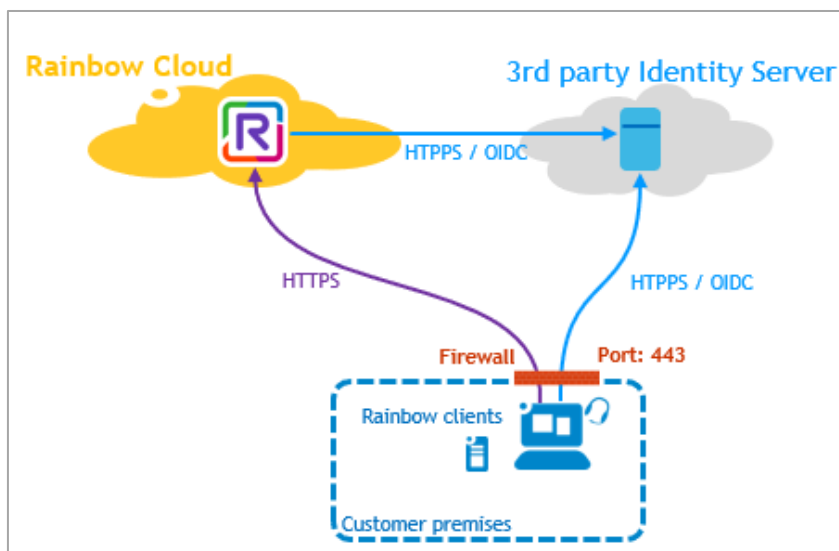 Rainbow Cloud
3rd party Identity Server
R
HTPPS / OIDC
HTTPS
HTPPS / OIDC
Firewall
Port: 443
Rainbow clients
Customer premises